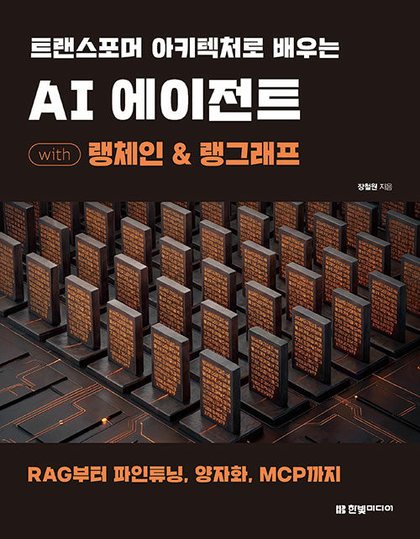 트랜스포머 아키텍처로 배우는
AI 에이전트
with 랭체인 & 랭그래프
장철원 지음
RAG부터 파인튜닝, 양자화, MCP까지
한빛미디어